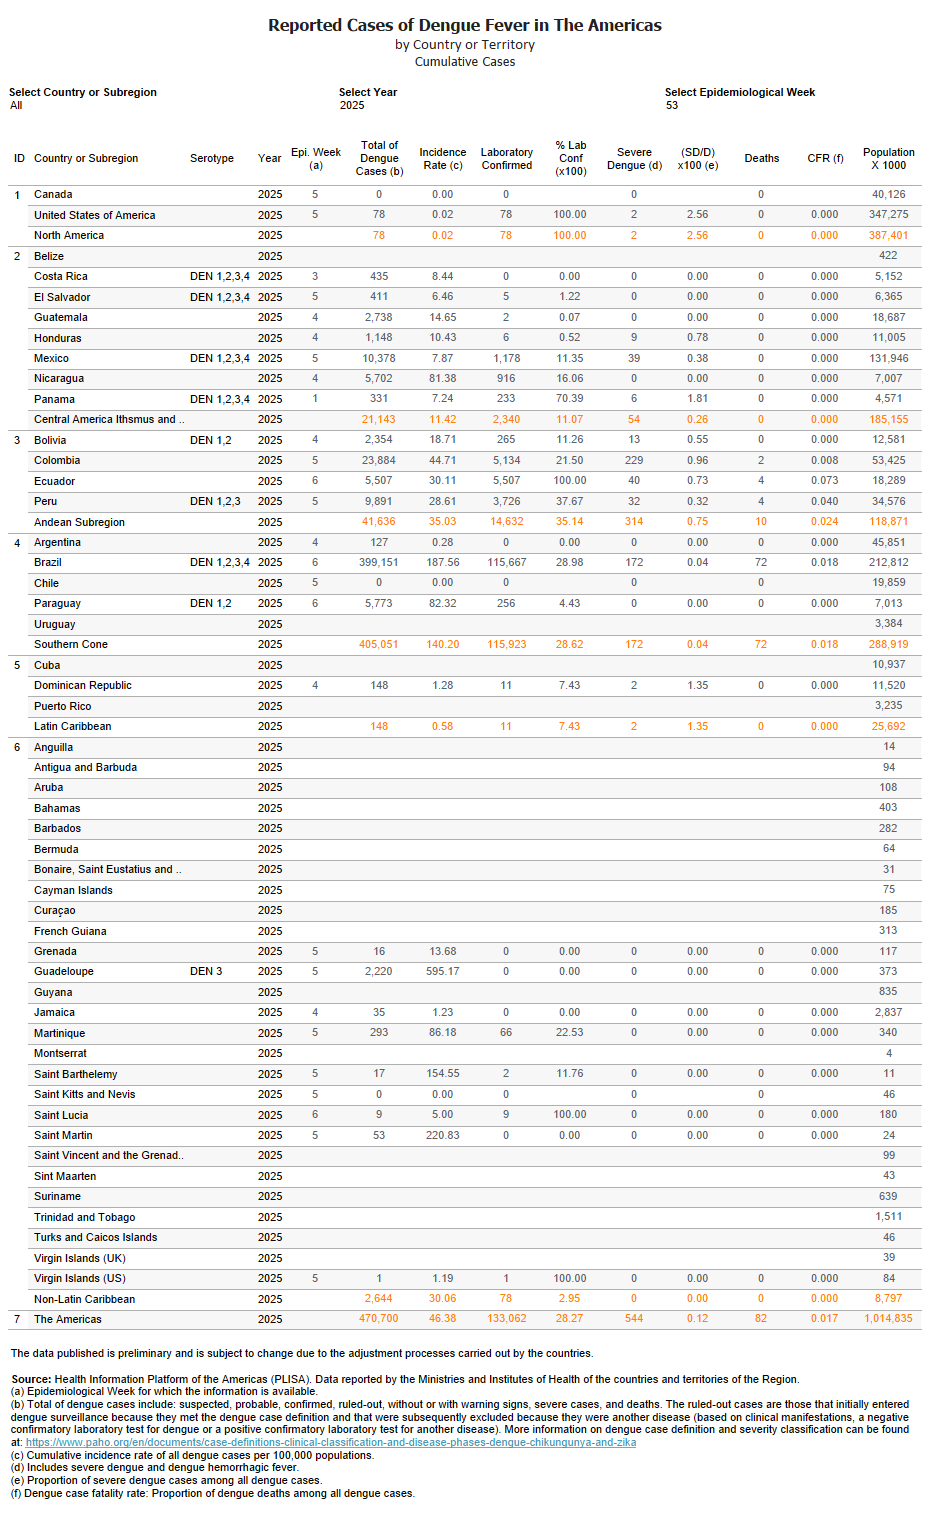 Reported Cases of Dengue Fever in The Americas
by Country or Territory
Cumulative Cases
Select Country or Subregion Select Year Select Epidemiological Week
All 2025 53
ID Country or Subregion Serotype Year Epi. Week (a) Total of Dengue Cases (b) Incidence Rate (c) Laboratory Confirmed % Lab Conf (x100) Severe Dengue (d) (SD/D) x100 (e) Deaths CFR (f) Population X 1000
1 Canada 2025 5 0 0.00 0 0 0 40,126
United States of America 2025 5 78 0.02 78 100.00 2 2.56 0 0.000 347,275
North America 2025 78 0.02 78 100.00 2 2.56 0 0.000 387,401
2 Belize 2025 422
Costa Rica DEN 1,2,3,4 2025 3 435 8.44 0 0.00 0 0.00 0 0.000 5,152
El Salvador DEN 1,2,3,4 2025 5 411 6.46 5 1.22 0 0.00 0 0.000 6,365
Guatemala 2025 4 2,738 14.65 2 0.07 0 0.00 0 0.000 18,687
Honduras 2025 4 1,148 10.43 6 0.52 9 0.78 0 0.000 11,005
Mexico DEN 1,2,3,4 2025 5 10,378 7.87 1,178 11.35 39 0.38 0 0.000 131,946
Nicaragua 2025 4 5,702 81.38 916 16.06 0 0.00 0 0.000 7,007
Panama DEN 1,2,3,4 2025 1 331 7.24 233 70.39 6 1.81 0 0.000 4,571
Central America Ithsmus and .. 2025 21,143 11.42 2,340 11.07 54 0.26 0 0.000 185,155
3 Bolivia DEN 1,2 2025 4 2,354 18.71 265 11.26 13 0.55 0 0.000 12,581
Colombia 2025 5 23,884 44.71 5,134 21.50 229 0.96 2 0.008 53,425
Ecuador 2025 6 5,507 30.11 5,507 100.00 40 0.73 4 0.073 18,289
Peru DEN 1,2,3 2025 5 9,891 28.61 3,726 37.67 32 0.32 4 0.040 34,576
Andean Subregion 2025 41,636 35.03 14,632 35.14 314 0.75 10 0.024 118,871
4 Argentina 2025 4 127 0.28 0 0.00 0 0.00 0 0.000 45,851
Brazil DEN 1,2,3,4 2025 6 399,151 187.56 115,667 28.98 172 0.04 72 0.018 212,812
Chile 2025 5 0 0.00 0 0 0 19,859
Paraguay DEN 1,2 2025 6 5,773 82.32 256 4.43 0 0.00 0 0.000 7,013
Uruguay 2025 3,384
Southern Cone 2025 405,051 140.20 115,923 28.62 172 0.04 72 0.018 288,919
5 Cuba 2025 10,937
Dominican Republic 2025 4 148 1.28 11 7.43 2 1.35 0 0.000 11,520
Puerto Rico 2025 3,235
Latin Caribbean 2025 148 0.58 11 7.43 2 1.35 0 0.000 25,692
6 Anguilla 2025 14
Antigua and Barbuda 2025 94
Aruba 2025 108
Bahamas 2025 403
Barbados 2025 282
Bermuda 2025 64
Bonaire, Saint Eustatius and .. 2025 31
Cayman Islands 2025 75
Curaçao 2025 185
French Guiana 2025 313
Grenada 2025 5 16 13.68 0 0.00 0 0.00 0 0.000 117
Guadeloupe DEN 3 2025 5 2,220 595.17 0 0.00 0 0.00 0 0.000 373
Guyana 2025 835
Jamaica 2025 4 35 1.23 0 0.00 0 0.00 0 0.000 2,837
Martinique 2025 5 293 86.18 66 22.53 0 0.00 0 0.000 340
Montserrat 2025 4
Saint Barthelemy 2025 5 17 154.55 2 11.76 0 0.00 0 0.000 11
Saint Kitts and Nevis 2025 5 0 0.00 0 0 0 46
Saint Lucia 2025 6 9 5.00 9 100.00 0 0.00 0 0.000 180
Saint Martin 2025 5 53 220.83 0 0.00 0 0.00 0 0.000 24
Saint Vincent and the Grenad.. 2025 99
Sint Maarten 2025 43
Suriname 2025 639
Trinidad and Tobago 2025 1,511
Turks and Caicos Islands 2025 46
Virgin Islands (UK) 2025 39
Virgin Islands (US) 2025 5 1 1.19 1 100.00 0 0.00 0 0.000 84
Non-Latin Caribbean 2025 2,644 30.06 78 2.95 0 0.00 0 0.000 8,797
7 The Americas 2025 470,700 46.38 133,062 28.27 544 0.12 82 0.017 1,014,835
The data published is preliminary and is subject to change due to the adjustment processes carried out by the countries.
Source: Health Information Platform of the Americas (PLISA). Data reported by the Ministries and Institutes of Health of the countries and territories of the Region.
(a) Epidemiological Week for which the information is available.
(b) Total of dengue cases include: suspected, probable, confirmed, ruled-out, without or with warning signs, severe cases, and deaths. The ruled-out cases are those that initially entered
dengue surveillance because they met the dengue case definition and that were subsequently excluded because they were another disease (based on clinical manifestations, a negative
confirmatory laboratory test for dengue or a positive confirmatory laboratory test for another disease). More information on dengue case definition and severity classification can be found
at: https://www.paho.org/en/documents/case-definitions-clinical-classification-and-disease-phases-dengue-chikungunya-and-zika
(c) Cumulative incidence rate of all dengue cases per 100,000 populations.
(d) Includes severe dengue and dengue hemorrhagic fever.
(e) Proportion of severe dengue cases among all dengue cases.
(f) Dengue case fatality rate: Proportion of dengue deaths among all dengue cases.